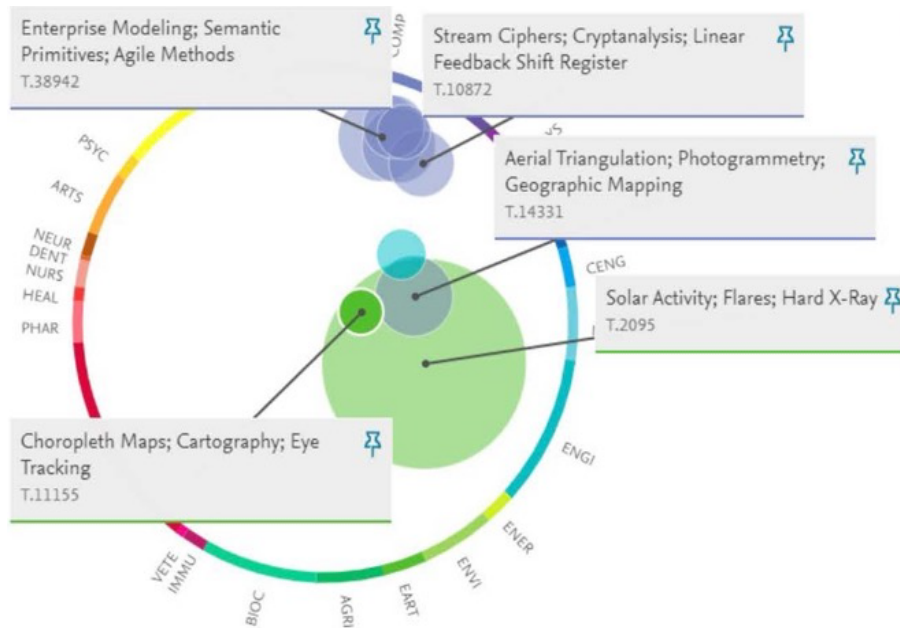 Enterprise Modeling; Semantic
Primitives; Agile Methods
T.38942
COMP
Stream Ciphers; Cryptanalysis; Linear
Feedback Shift Register
T.10872
Aerial Triangulation; Photogrammetry;
Geographic Mapping
T.14331
PSYC
ARTS
NEUR
DENT
NURS
HEAL
PHAR
CENG
Solar Activity; Flares; Hard X-Ray
T.2095
Choropleth Maps; Cartography; Eye
Tracking
T.11155
ENGI
ENER
ENVI
EART
AGRI
BIOC
IMMU
VETE